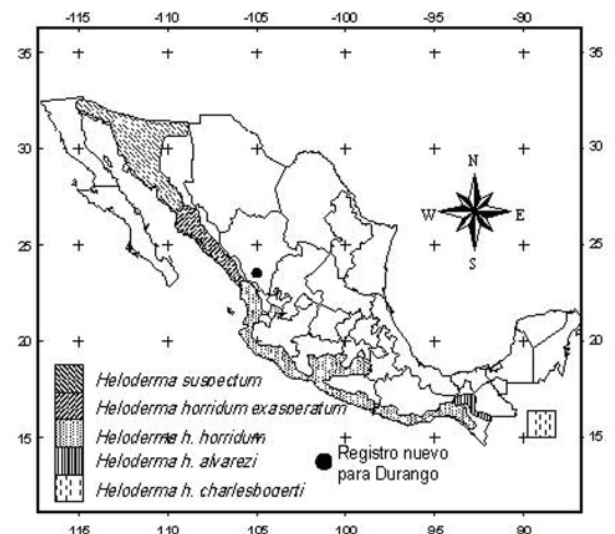 -115 -110 -105 -100 -95 -90
35 35
30 30
N
W E
S
25 25
20 20
Heloderma suspectum
Heloderma horridum exasperatum
Heloderma h. horridum
Heloderma h. alvarezi
Heloderma h. charlesbogerti
Registro nuevo
para Durango
15 15
-115 -110 -105 -100 -95 -90